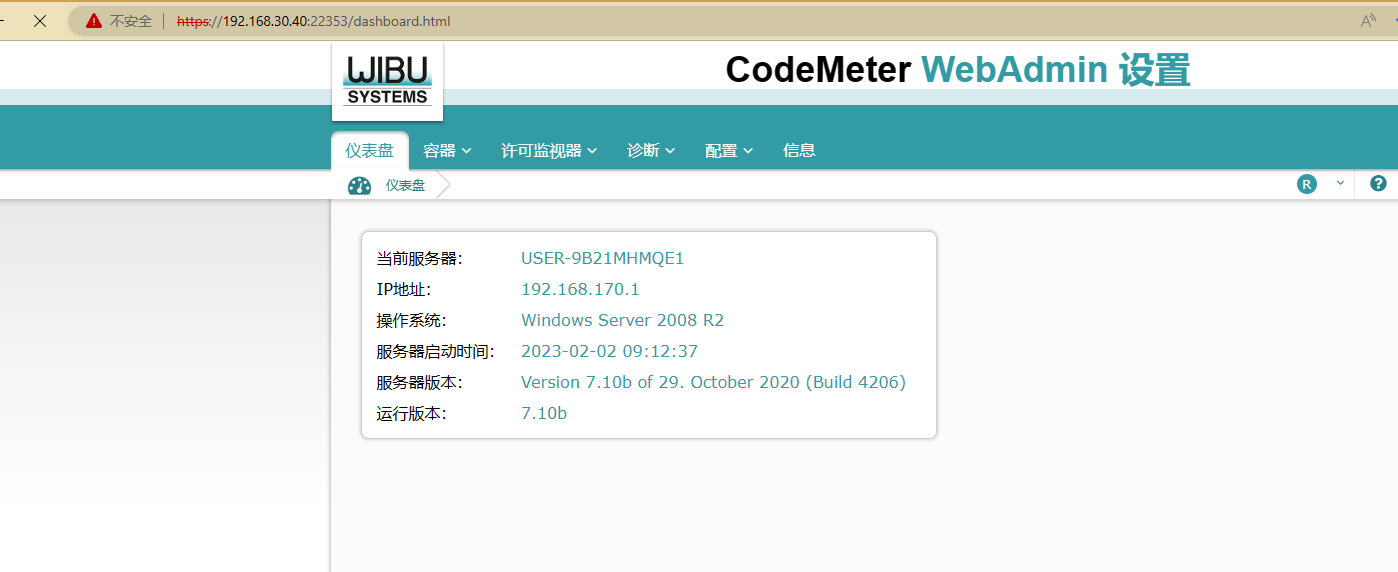 不安全 https://192.168.30.40:22353/dashboard.html A
WIBU
SYSTEMS
CodeMeter WebAdmin 设置
仪表盘 容器 许可监视器 诊断 配置 信息
仪表盘 R ?
当前服务器: USER-9B21MHMQE1
IP地址: 192.168.170.1
操作系统: Windows Server 2008 R2
服务器启动时间: 2023-02-02 09:12:37
服务器版本: Version 7.10b of 29. October 2020 (Build 4206)
运行版本: 7.10b